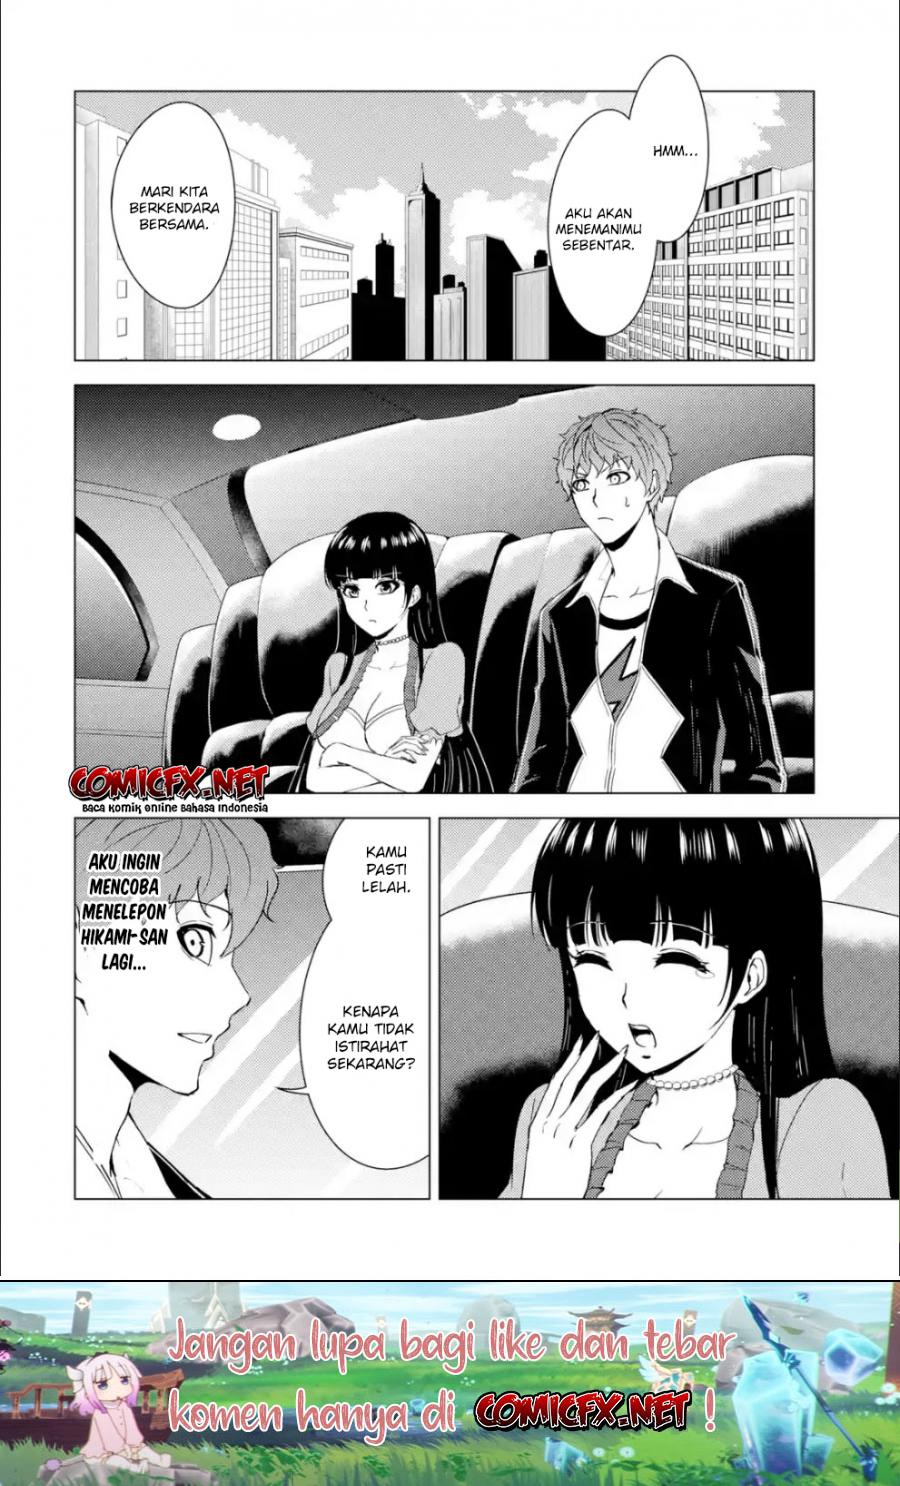 HMM...
AKU AKAN
MENEMANIMU
SEBENTAR.
MARI KITA
BERKENDARA
BERSAMA.
COMICFX.NET
BACA KOMIK ONLINE BAHASA INDONESIA
KAMU
PASTI
LELAH.
KENAPA
KAMU TIDAK
ISTIRAHAT
SEKARANG?
AKU INGIN
MENCOBA
MENELEPON
HIKAMI-SAN
LAGI...
Jangan lupa bagi like dan tebar
komen hanya di COMICFX.NET !